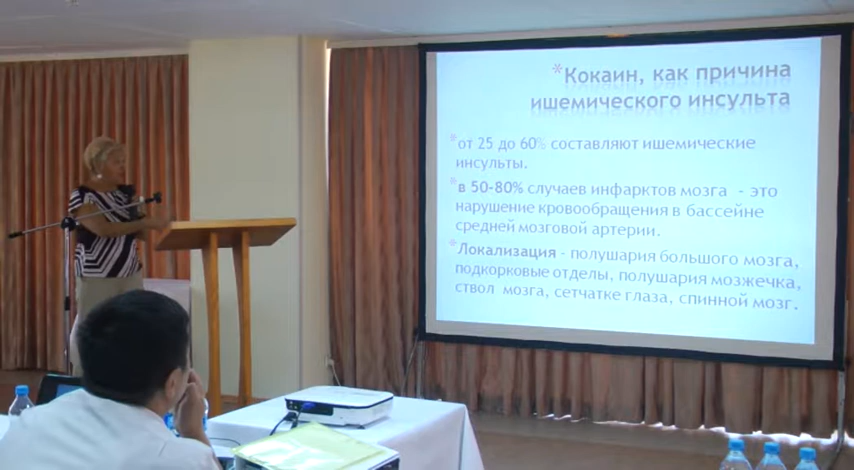 *Кокаин, как причина
ишемического инсульта
*от 25 до 60% составляют ишемические
инсульты.
*в 50-80% случаев инфарктов мозга - это
нарушение кровообращения в бассейне
средней мозговой артерии.
*Локализация - полушария большого мозга,
подкорковые отделы, полушария мозжечка,
ствол мозга, сетчатке глаза, спинной мозг.